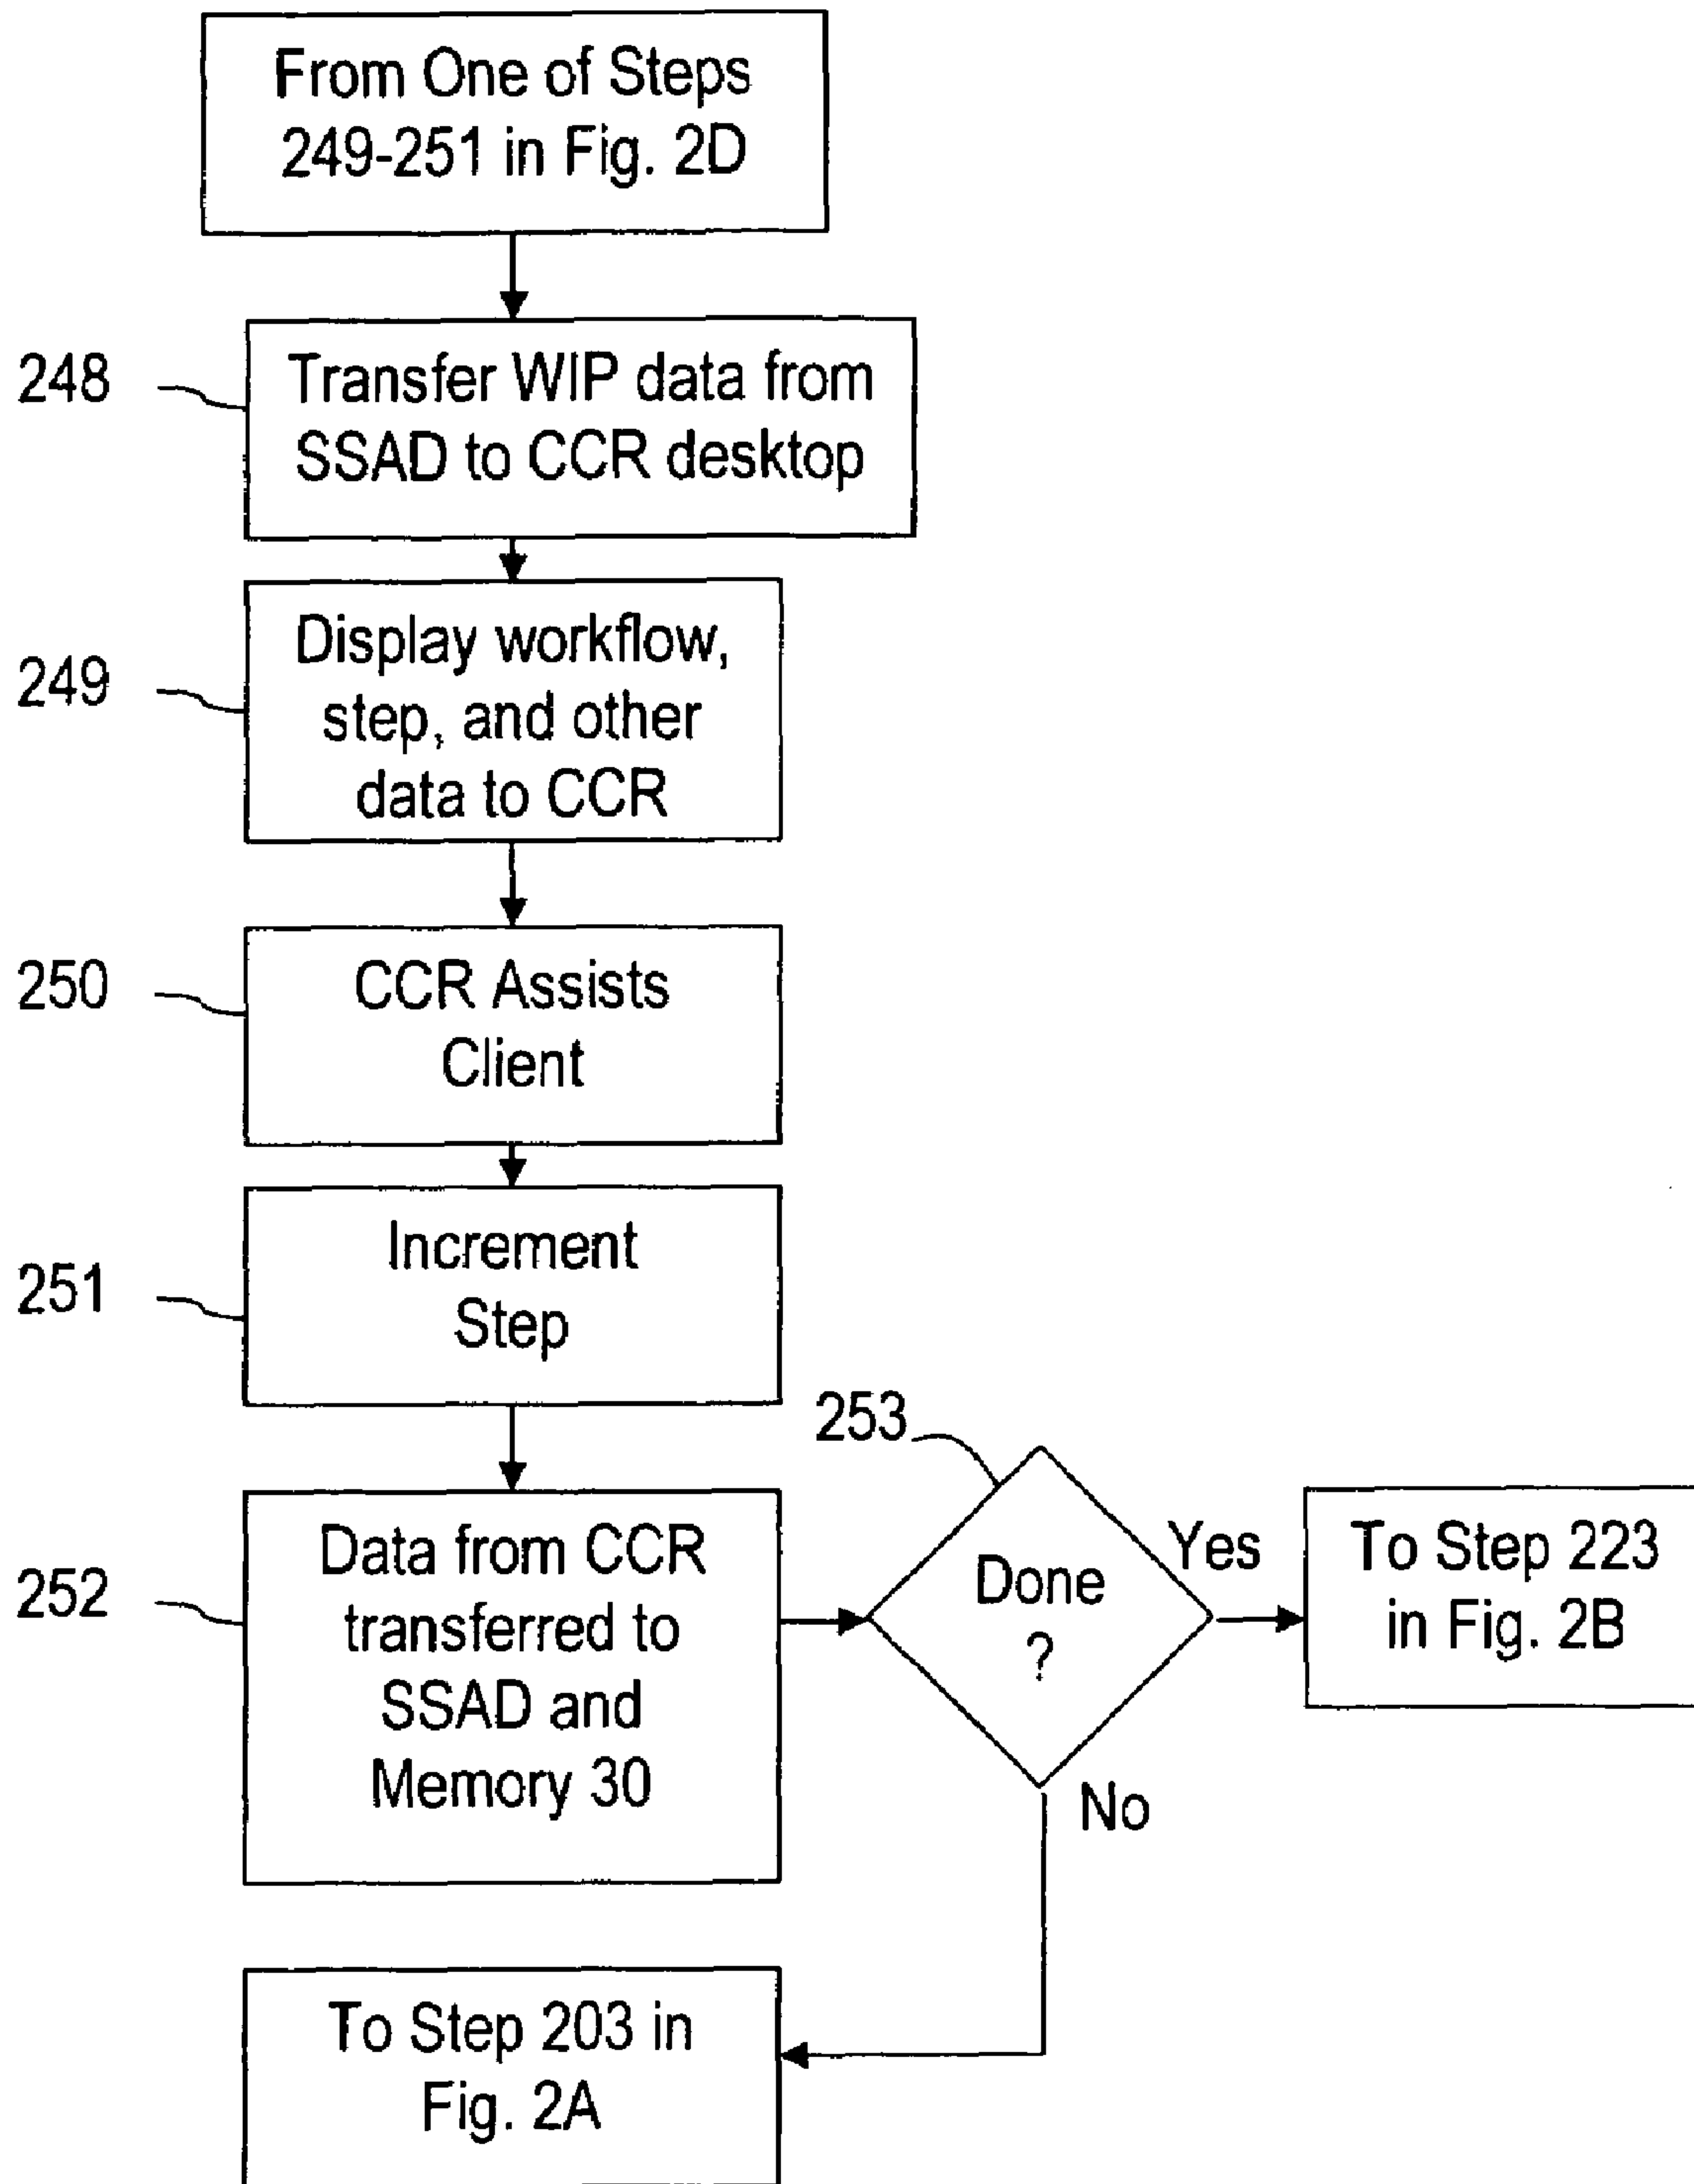 From One of Steps
249-251 in Fig. 2D
248
Transfer WIP data from
SSAD to CCR desktop
249
Display workflow,
step, and other
data to CCR
250
CCR Assists
Client
251
Increment
Step
252
Data from CCR
transferred to
SSAD and
Memory 30
253
Done
?
Yes
To Step 223
in Fig. 2B
No
To Step 203 in
Fig. 2A